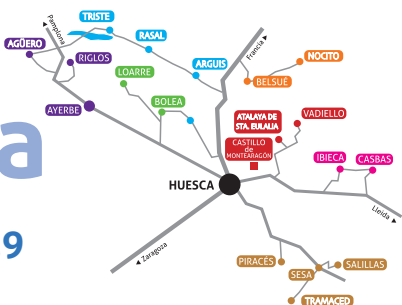 TRISTE
Pamplona
AGÜERO
RASAL
Francia
RIGLOS
ARGUIS
NOCITO
LOARRE
BELSUÉ
AYERBE
BOLEA
ATALAYA DE
STA. EULALIA
VADIELLO
a
CASTILLO
de
MONTEARAGÓN
IBIECA
CASBAS
HUESCA
Lleida
9
Zaragoza
PIRACÉS
SESA
SALILLAS
TRAMACED